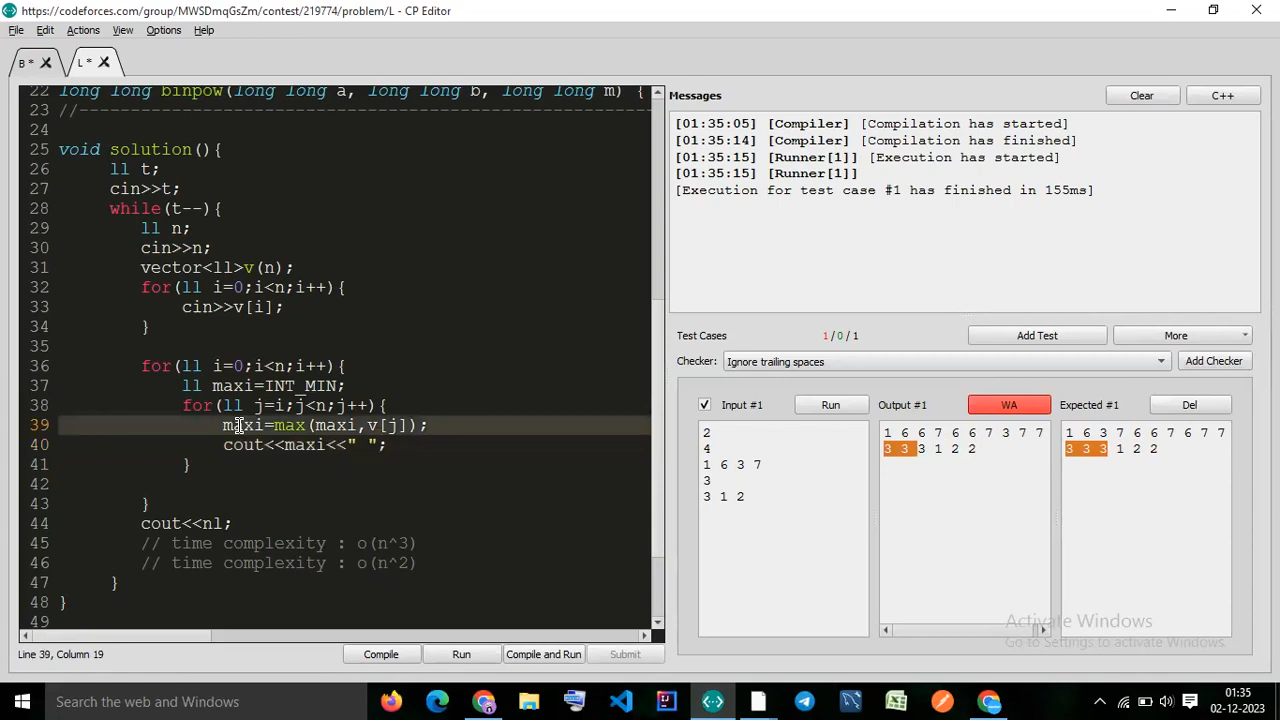 https://codeforces.com/group/MWSDmqGsZm/contest/219774/problem/L - CP Editor
File Edit Actions View Options Help
B * L *
22 long long binpow(long long a, long long b, long long m) {
23 //------------------------------------------------------
24
25 void solution(){
26 ll t;
27 cin>>t;
28 while(t--){
29 ll n;
30 cin>>n;
31 vector<ll>v(n);
32 for(ll i=0;i<n;i++){
33 cin>>v[i];
34 }
35
36 for(ll i=0;i<n;i++){
37 ll maxi=INT_MIN;
38 for(ll j=i;j<n;j++){
39 maxi=max(maxi,v[j]);
40 cout<<maxi<<" ";
41 }
42
43 }
44 cout<<nl;
45 // time complexity : o(n^3)
46 // time complexity : o(n^2)
47 }
48 }
49
Line 39, Column 19
Compile Run Compile and Run Submit
Messages Clear C++
[01:35:05] [Compiler] [Compilation has started]
[01:35:14] [Compiler] [Compilation has finished]
[01:35:15] [Runner[1]] [Execution has started]
[01:35:15] [Runner[1]]
[Execution for test case #1 has finished in 155ms]
Test Cases 1 / 0 / 1 Add Test More
Checker: Ignore trailing spaces Add Checker
Input #1 Run
2
4
1 6 3 7
3
3 1 2
Output #1 WA
1 6 6 7 6 6 7 3 7 7
3 3 3 1 2 2
Expected #1 Del
1 6 3 7 6 6 7 6 7 7
3 3 3 1 2 2
Activate Windows
Go to Settings to activate Windows.
Search the web and Windows
01:35
02-12-2023